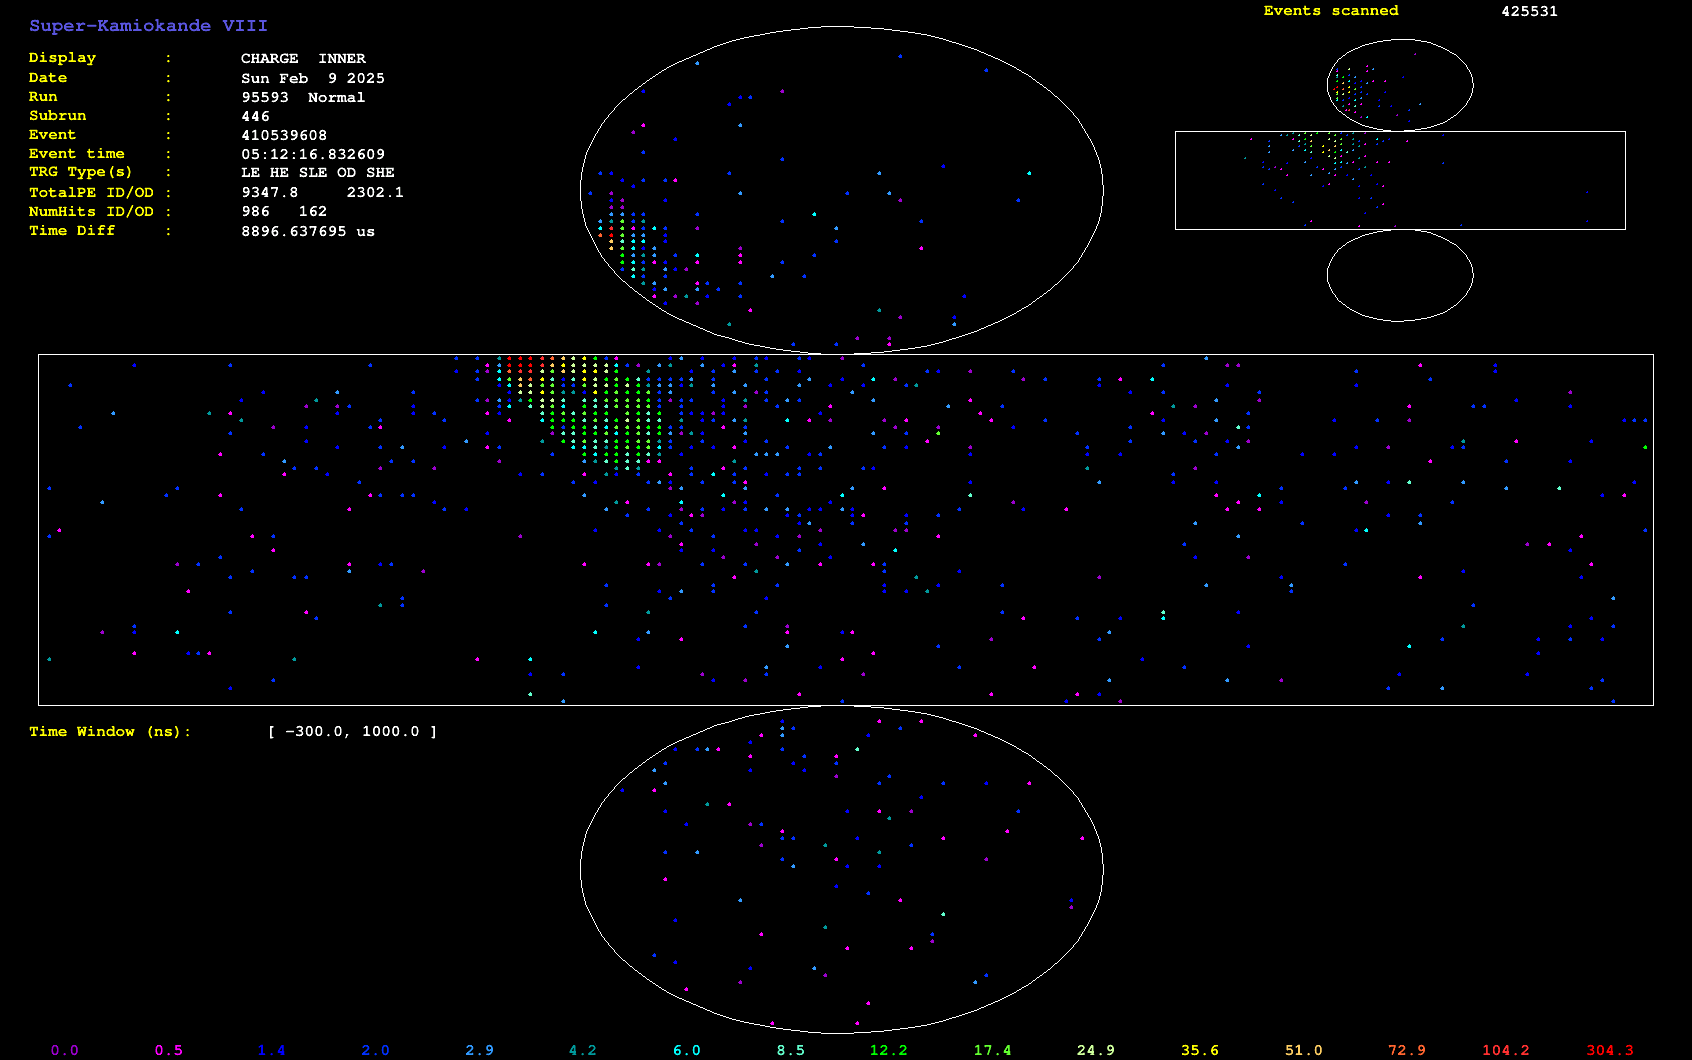 Super-Kamiokande VIII
Events scanned 425531
Display : CHARGE INNER
Date : Sun Feb 9 2025
Run : 95593 Normal
Subrun : 446
Event : 410539608
Event time : 05:12:16.832609
TRG Type(s) : LE HE SLE OD SHE
TotalPE ID/OD : 9347.8 2302.1
NumHits ID/OD : 986 162
Time Diff : 8896.637695 us
Time Window (ns): [ -300.0, 1000.0 ]
0.0 0.5 1.4 2.0 2.9 4.2 6.0 8.5 12.2 17.4 24.9 35.6 51.0 72.9 104.2 304.3